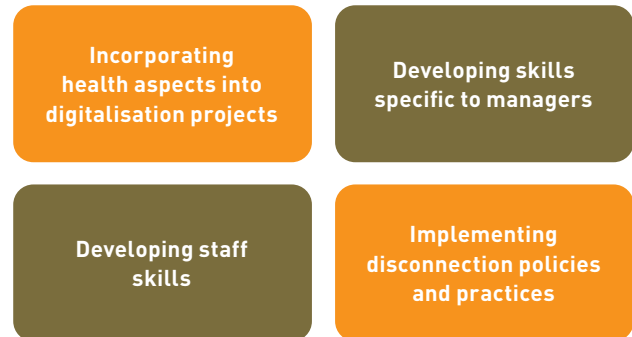 Incorporating
health aspects into
digitalisation projects
Developing skills
specific to managers
Developing staff
skills
Implementing
disconnection policies
and practices